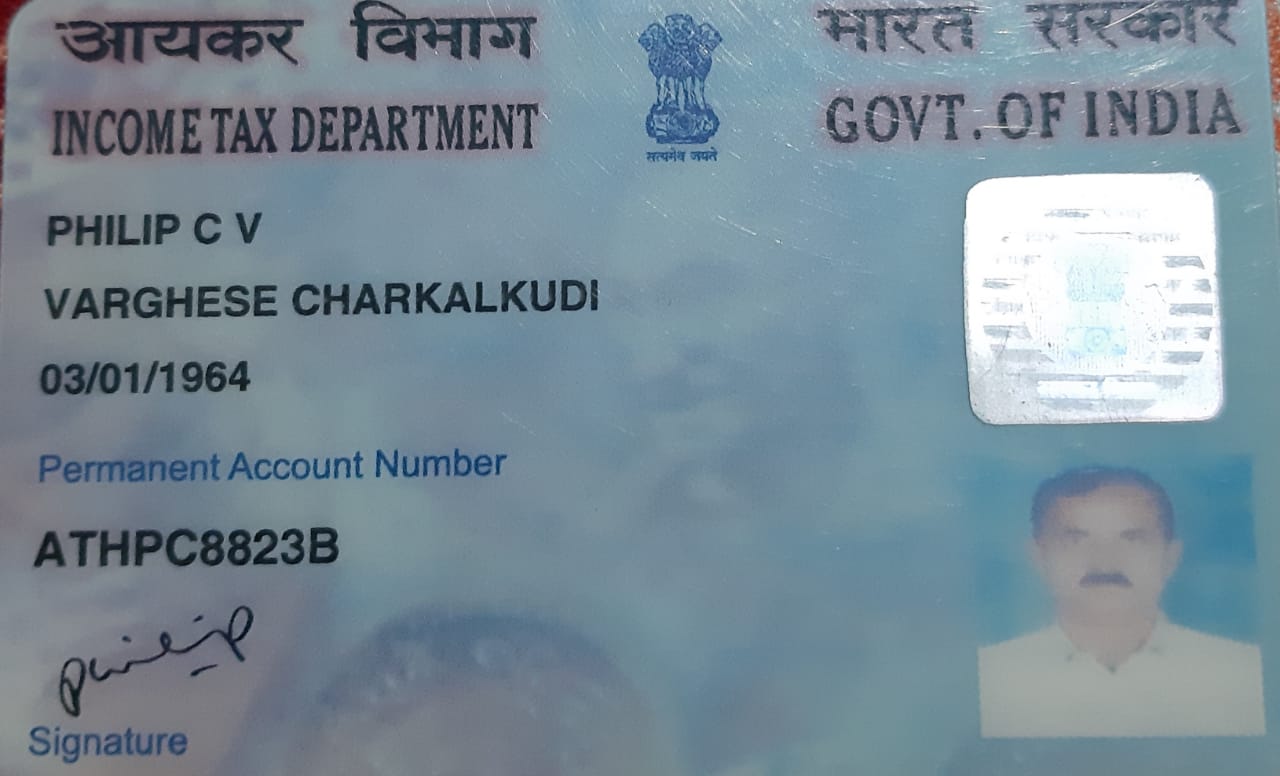 आयकर विभाग
भारत सरकार
INCOME TAX DEPARTMENT
GOVT. OF INDIA
सत्यमेव जयते
PHILIP C V
VARGHESE CHARKALKUDI
03/01/1964
Permanent Account Number
ATHPC8823B
philip
Signature